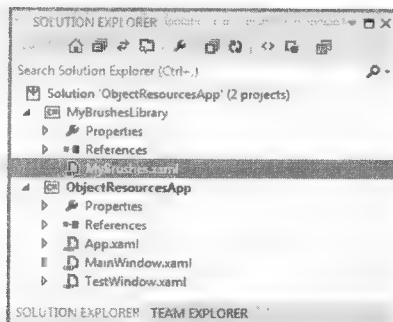 SOLUTION EXPLORER
Search Solution Explorer (Ctrl+;)
Solution 'ObjectResourcesApp' (2 projects)
MyBrushesLibrary
Properties
References
MyBrushes.xaml
ObjectResourcesApp
Properties
References
App.xaml
MainWindow.xaml
TestWindow.xaml
SOLUTION EXPLORER TEAM EXPLORER